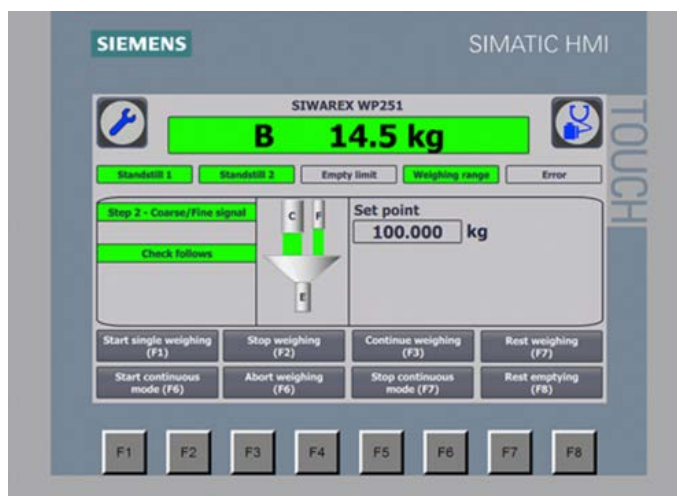 SIEMENS
SIMATIC HMI
TOUCH
SIWAREX WP251
B 14.5 kg
Standstill 1
Standstill 2
Empty limit
Weighing range
Error
Step 2 - Coarse/Fine signal
Check follows
C
F
E
Set point
100.000 kg
Start single weighing
(F1)
Stop weighing
(F2)
Continue weighing
(F3)
Rest weighing
(F7)
Start continuous
mode (F6)
Abort weighing
(F6)
Stop continuous
mode (F7)
Rest emptying
(F8)
F1
F2
F3
F4
F5
F6
F7
F8